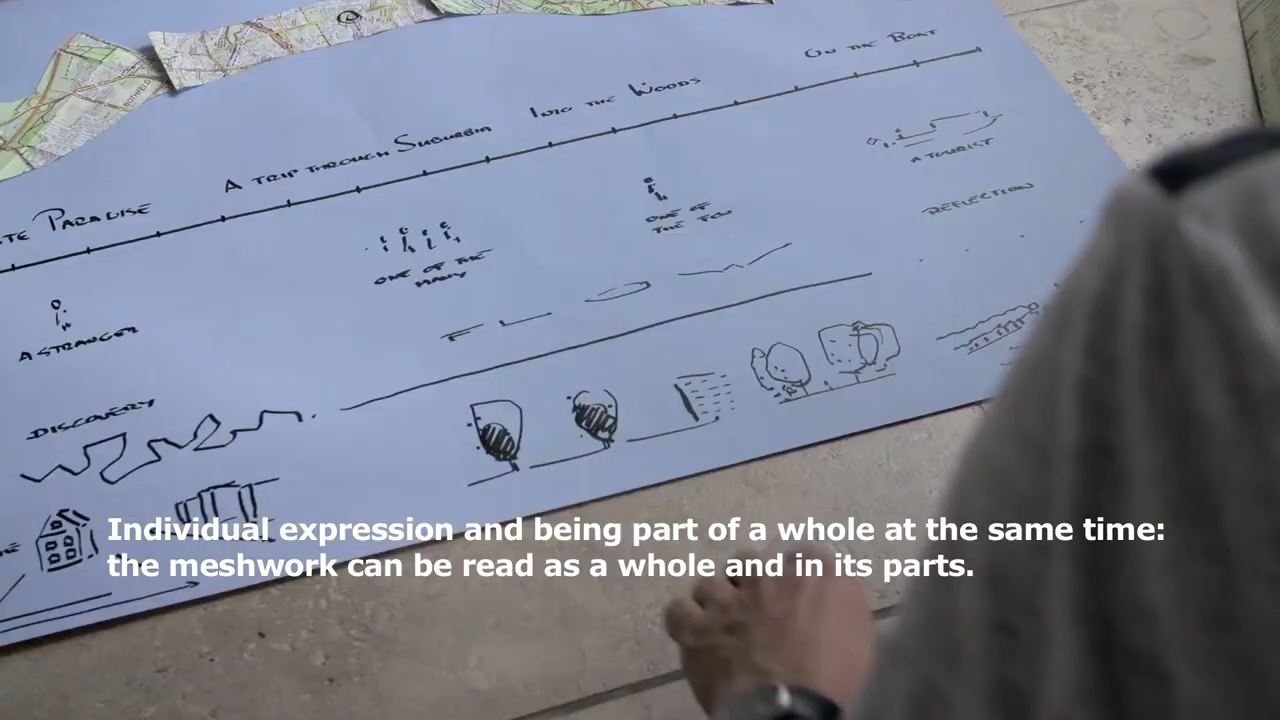 ON THE BOAT
INTO THE WOODS
A TRIP THROUGH SUBURBIA
PARADISE
A TOURIST
ONE OF
THE FEW
REFLECTION
ONE OF THE
MANY
A STRANGER
DISCOVERY
Individual expression and being part of a whole at the same time:
the meshwork can be read as a whole and in its parts.